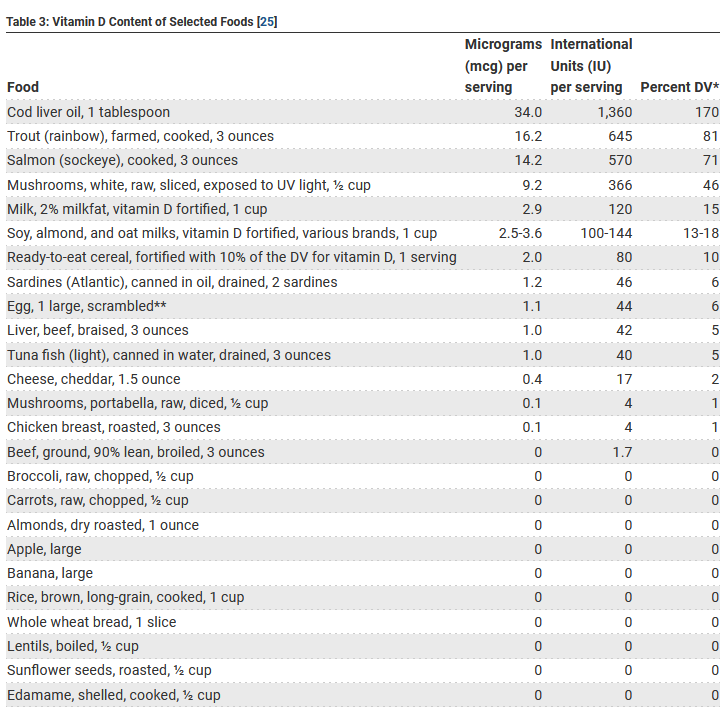 Table 3: Vitamin D Content of Selected Foods [25]
Food Micrograms (mcg) per serving International Units (IU) per serving Percent DV*
Cod liver oil, 1 tablespoon 34.0 1,360 170
Trout (rainbow), farmed, cooked, 3 ounces 16.2 645 81
Salmon (sockeye), cooked, 3 ounces 14.2 570 71
Mushrooms, white, raw, sliced, exposed to UV light, ½ cup 9.2 366 46
Milk, 2% milkfat, vitamin D fortified, 1 cup 2.9 120 15
Soy, almond, and oat milks, vitamin D fortified, various brands, 1 cup 2.5-3.6 100-144 13-18
Ready-to-eat cereal, fortified with 10% of the DV for vitamin D, 1 serving 2.0 80 10
Sardines (Atlantic), canned in oil, drained, 2 sardines 1.2 46 6
Egg, 1 large, scrambled** 1.1 44 6
Liver, beef, braised, 3 ounces 1.0 42 5
Tuna fish (light), canned in water, drained, 3 ounces 1.0 40 5
Cheese, cheddar, 1.5 ounce 0.4 17 2
Mushrooms, portabella, raw, diced, ½ cup 0.1 4 1
Chicken breast, roasted, 3 ounces 0.1 4 1
Beef, ground, 90% lean, broiled, 3 ounces 0 1.7 0
Broccoli, raw, chopped, ½ cup 0 0 0
Carrots, raw, chopped, ½ cup 0 0 0
Almonds, dry roasted, 1 ounce 0 0 0
Apple, large 0 0 0
Banana, large 0 0 0
Rice, brown, long-grain, cooked, 1 cup 0 0 0
Whole wheat bread, 1 slice 0 0 0
Lentils, boiled, ½ cup 0 0 0
Sunflower seeds, roasted, ½ cup 0 0 0
Edamame, shelled, cooked, ½ cup 0 0 0